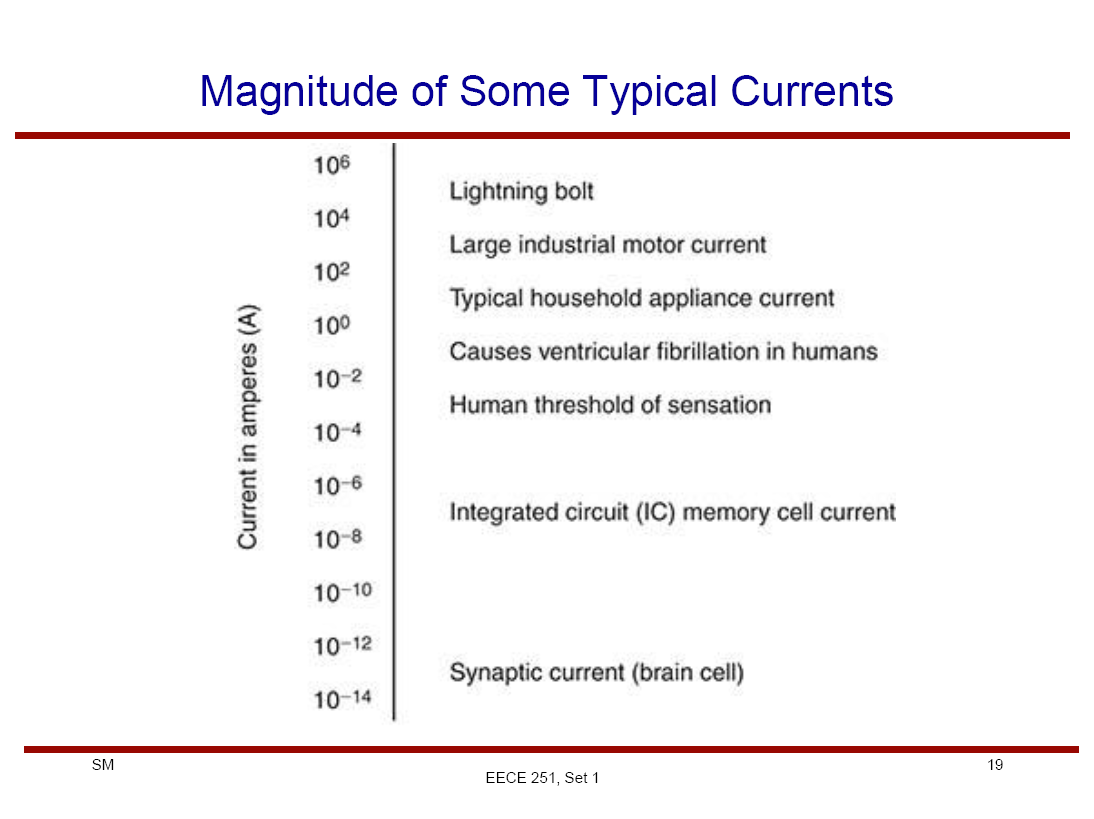 Magnitude of Some Typical Currents
10⁶
Lightning bolt
10⁴
Large industrial motor current
10²
Typical household appliance current
10⁰
Causes ventricular fibrillation in humans
10⁻²
Human threshold of sensation
10⁻⁴
10⁻⁶
Integrated circuit (IC) memory cell current
10⁻⁸
10⁻¹⁰
10⁻¹²
Synaptic current (brain cell)
10⁻¹⁴
Current in amperes (A)
SM
EECE 251, Set 1
19